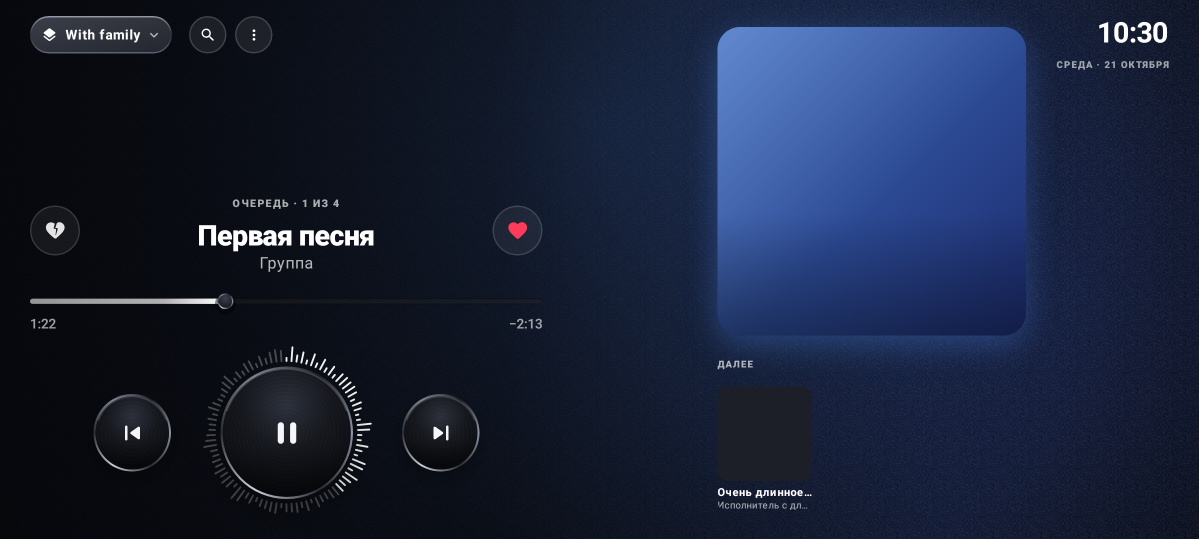 With family
10:30
СРЕДА · 21 ОКТЯБРЯ
ОЧЕРЕДЬ · 1 ИЗ 4
Первая песня
Группа
1:22
−2:13
ДАЛЕЕ
Очень длинное…
Исполнитель с дл…